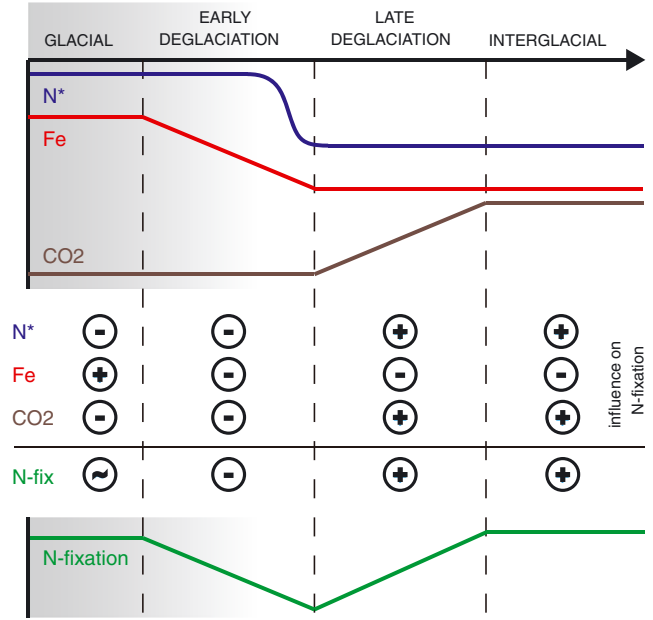 GLACIAL
EARLY
DEGLACIATION
LATE
DEGLACIATION
INTERGLACIAL
N*
Fe
CO2
N* - - + +
Fe + - - -
CO2 - - + +
influence on
N-fixation
N-fix ~ - + +
N-fixation